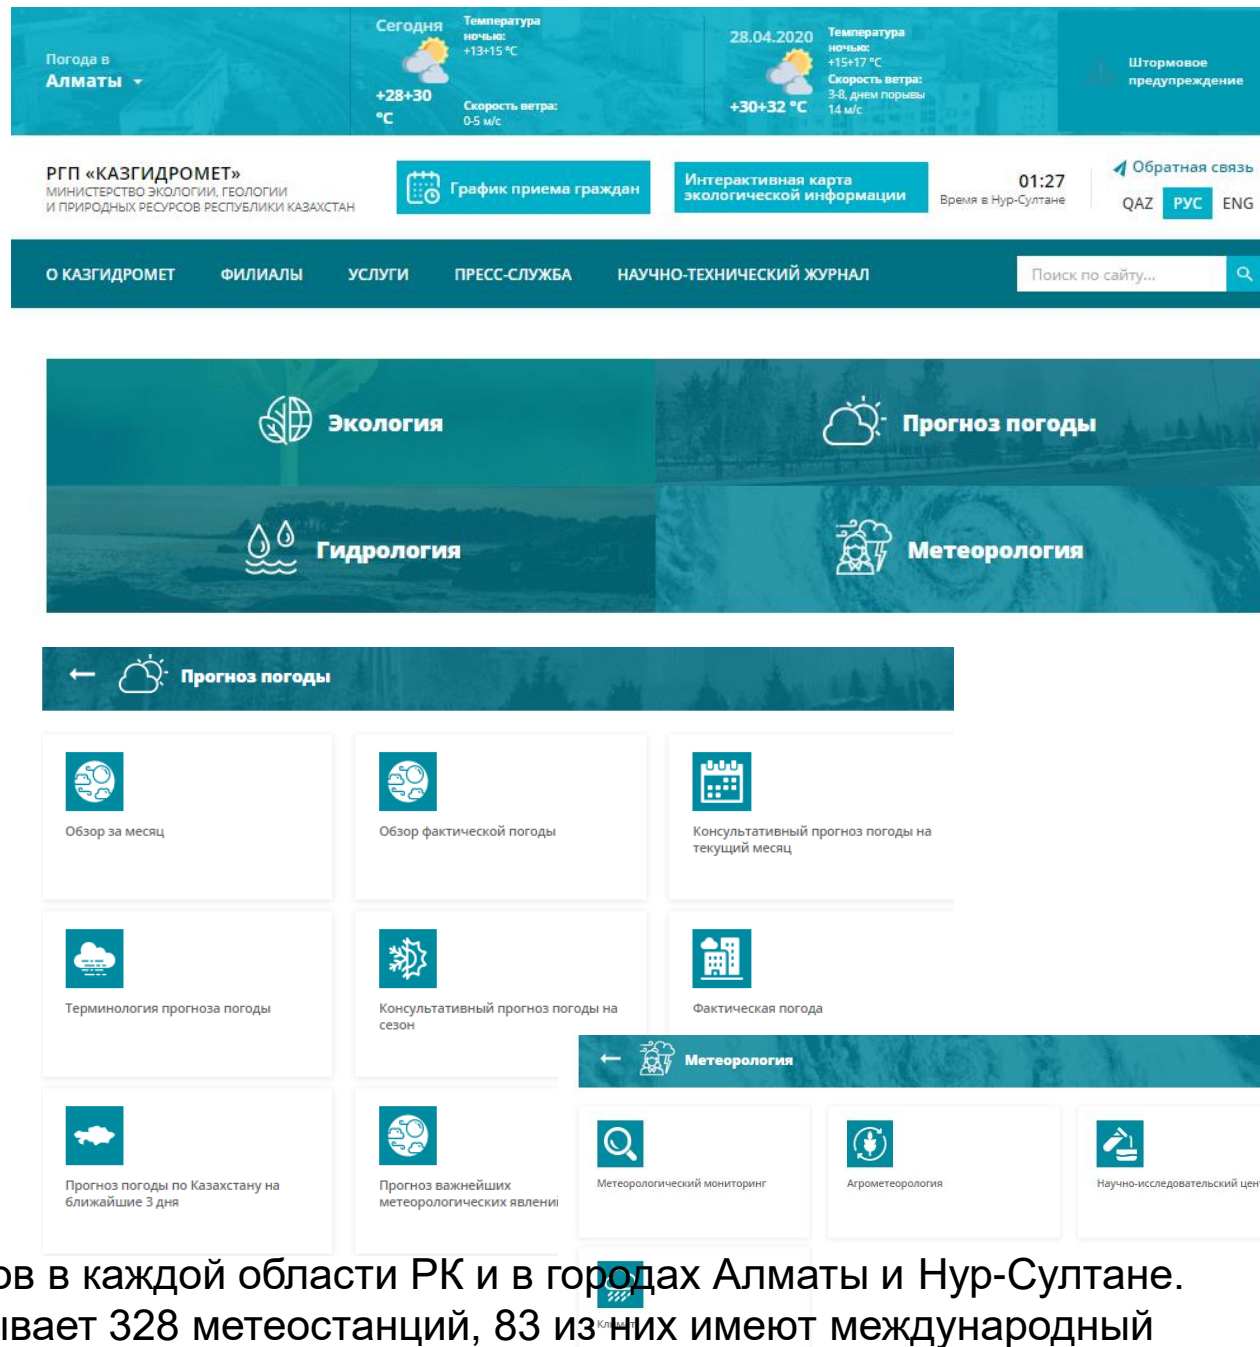 Погода в
Алматы
Сегодня
+28+30
°C
Температура
ночью:
+13+15 °C
Скорость ветра:
0-5 м/с
28.04.2020
+30+32 °C
Температура
ночью:
+15+17 °C
Скорость ветра:
3-8, днем порывы
14 м/с
Штормовое
предупреждение
РГП «КАЗГИДРОМЕТ»
МИНИСТЕРСТВО ЭКОЛОГИИ, ГЕОЛОГИИ
И ПРИРОДНЫХ РЕСУРСОВ РЕСПУБЛИКИ КАЗАХСТАН
График приема граждан
Интерактивная карта
экологической информации
01:27
Время в Нур-Султане
Обратная связь
QAZ РУС ENG
О КАЗГИДРОМЕТ ФИЛИАЛЫ УСЛУГИ ПРЕСС-СЛУЖБА НАУЧНО-ТЕХНИЧЕСКИЙ ЖУРНАЛ
Поиск по сайту...
Экология
Прогноз погоды
Гидрология
Метеорология
Прогноз погоды
Обзор за месяц
Обзор фактической погоды
Консультативный прогноз погоды на
текущий месяц
Терминология прогноза погоды
Консультативный прогноз погоды на
сезон
Фактическая погода
Прогноз погоды по Казахстану на
ближайшие 3 дня
Прогноз важнейших
метеорологических явлени
Метеорология
Метеорологический мониторинг
Агрометеорология
Научно-исследовательский цен
Климат
ов в каждой области РК и в городах Алматы и Нур-Султане.
ывает 328 метеостанций, 83 из них имеют международный